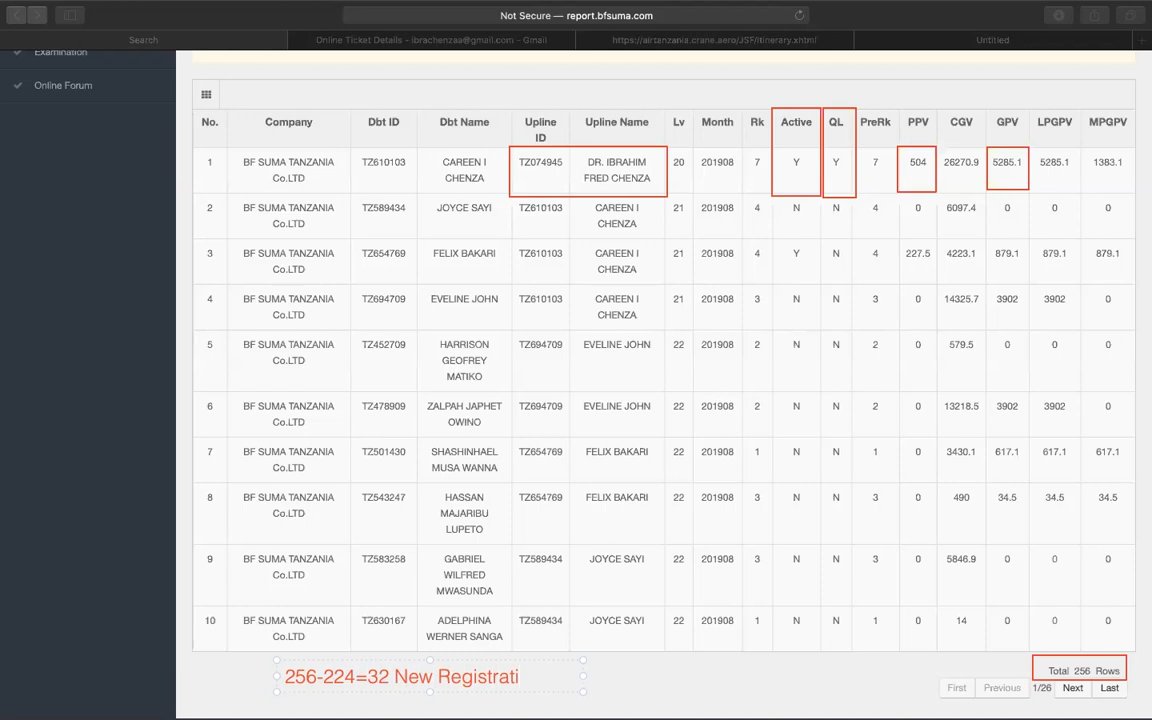 Not Secure — report.bfsuma.com
Search
Online Ticket Details - ibrachenzaa@gmail.com - Gmail
https://airtanzania.crane.aero/JSF/Itinerary.xhtml
Untitled
Examination
Online Forum
No. Company Dbt ID Dbt Name Upline ID Upline Name Lv Month Rk Active QL PreRk PPV CGV GPV LPGPV MPGPV
1 BF SUMA TANZANIA Co.LTD TZ610103 CAREEN I CHENZA TZ074945 DR. IBRAHIM FRED CHENZA 20 201908 7 Y Y 7 504 26270.9 5285.1 5285.1 1383.1
2 BF SUMA TANZANIA Co.LTD TZ589434 JOYCE SAYI TZ610103 CAREEN I CHENZA 21 201908 4 N N 4 0 6097.4 0 0 0
3 BF SUMA TANZANIA Co.LTD TZ654769 FELIX BAKARI TZ610103 CAREEN I CHENZA 21 201908 4 Y N 4 227.5 4223.1 879.1 879.1 879.1
4 BF SUMA TANZANIA Co.LTD TZ694709 EVELINE JOHN TZ610103 CAREEN I CHENZA 21 201908 3 N N 3 0 14325.7 3902 3902 0
5 BF SUMA TANZANIA Co.LTD TZ452709 HARRISON GEOFREY MATIKO TZ694709 EVELINE JOHN 22 201908 2 N N 2 0 579.5 0 0 0
6 BF SUMA TANZANIA Co.LTD TZ478909 ZALPAH JAPHET OWINO TZ694709 EVELINE JOHN 22 201908 2 N N 2 0 13218.5 3902 3902 0
7 BF SUMA TANZANIA Co.LTD TZ501430 SHASHINHAEL MUSA WANNA TZ654769 FELIX BAKARI 22 201908 1 N N 1 0 3430.1 617.1 617.1 617.1
8 BF SUMA TANZANIA Co.LTD TZ543247 HASSAN MAJARIBU LUPETO TZ654769 FELIX BAKARI 22 201908 3 N N 3 0 490 34.5 34.5 34.5
9 BF SUMA TANZANIA Co.LTD TZ583258 GABRIEL WILFRED MWASUNDA TZ589434 JOYCE SAYI 22 201908 3 N N 3 0 5846.9 0 0 0
10 BF SUMA TANZANIA Co.LTD TZ630167 ADELPHINA WERNER SANGA TZ589434 JOYCE SAYI 22 201908 1 N N 1 0 14 0 0 0
256-224=32 New Registrati
Total 256 Rows
First Previous 1/26 Next Last